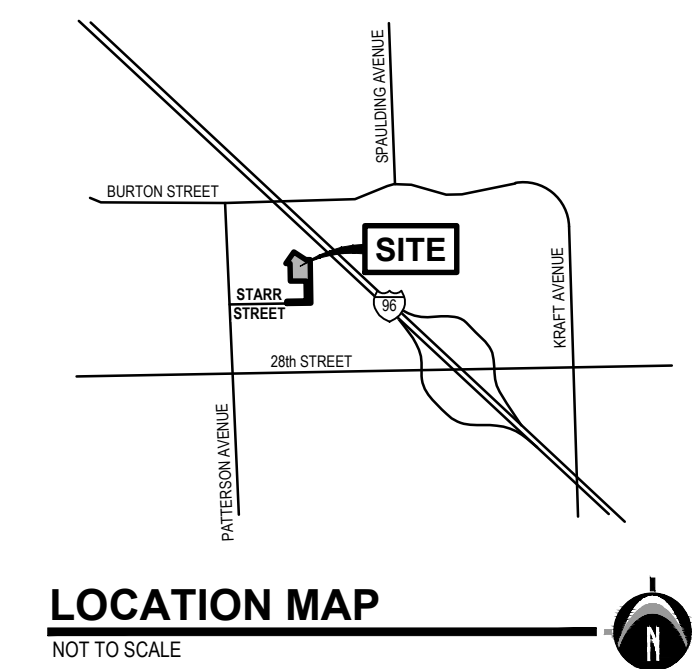 SPAULDING AVENUE
BURTON STREET
SITE
STARR
STREET
96
KRAFT AVENUE
28th STREET
PATTERSON AVENUE
LOCATION MAP
NOT TO SCALE
N